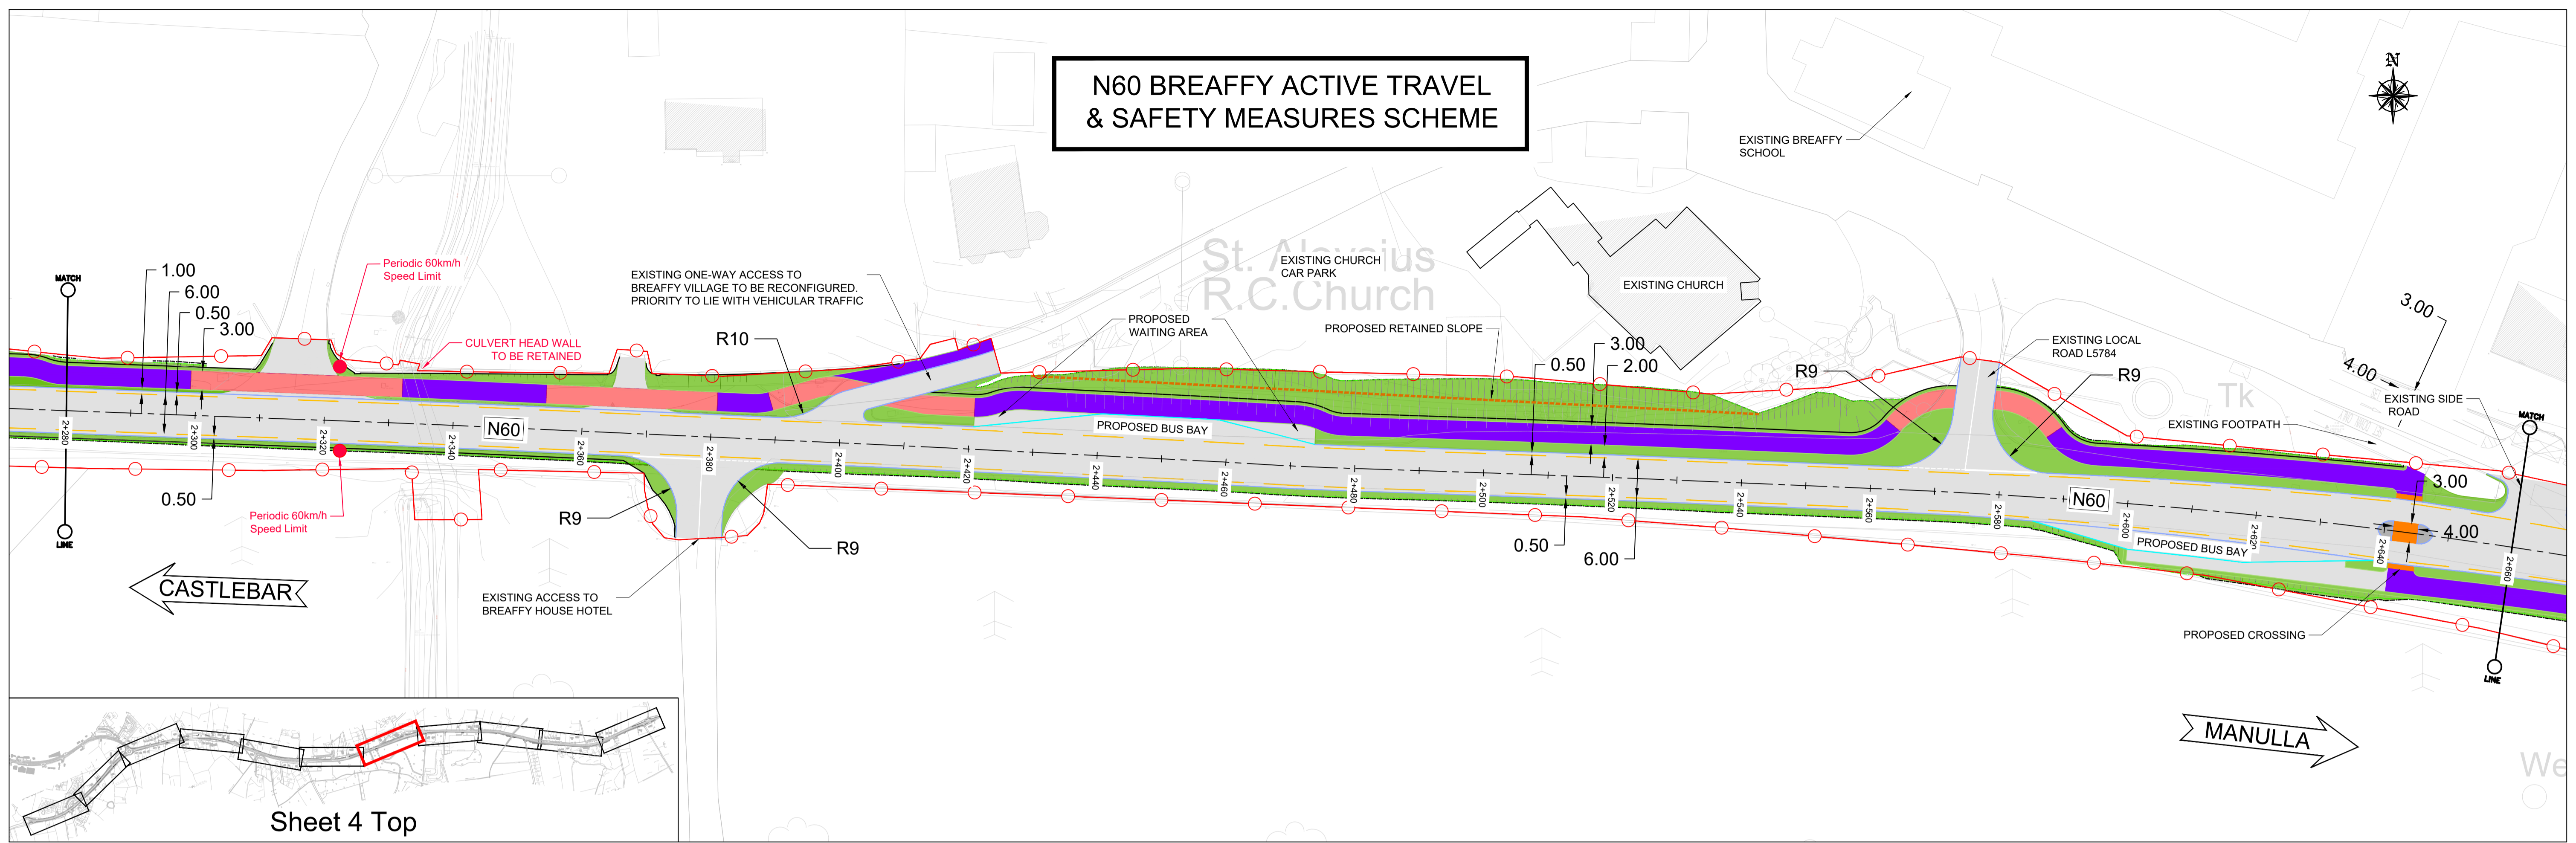 N60 BREAFFY ACTIVE TRAVEL
& SAFETY MEASURES SCHEME
N
EXISTING BREAFFY
SCHOOL
St. Aloysius
R.C.Church
EXISTING CHURCH
CAR PARK
EXISTING CHURCH
MATCH
LINE
1.00
6.00
0.50
3.00
0.50
Periodic 60km/h
Speed Limit
CULVERT HEAD WALL
TO BE RETAINED
Periodic 60km/h
Speed Limit
EXISTING ONE-WAY ACCESS TO
BREAFFY VILLAGE TO BE RECONFIGURED.
PRIORITY TO LIE WITH VEHICULAR TRAFFIC
R10
PROPOSED
WAITING AREA
PROPOSED RETAINED SLOPE
0.50
3.00
2.00
R9
EXISTING LOCAL
ROAD L5784
R9
Tk
3.00
4.00
EXISTING SIDE
ROAD
EXISTING FOOTPATH
MATCH
LINE
N60
PROPOSED BUS BAY
N60
PROPOSED BUS BAY
3.00
4.00
2+280
2+300
2+320
2+340
2+360
2+380
2+400
2+420
2+440
2+460
2+480
2+500
2+520
2+540
2+560
2+580
2+600
2+620
2+640
2+660
R9
R9
0.50
6.00
EXISTING ACCESS TO
BREAFFY HOUSE HOTEL
PROPOSED CROSSING
CASTLEBAR
MANULLA
We
Sheet 4 Top